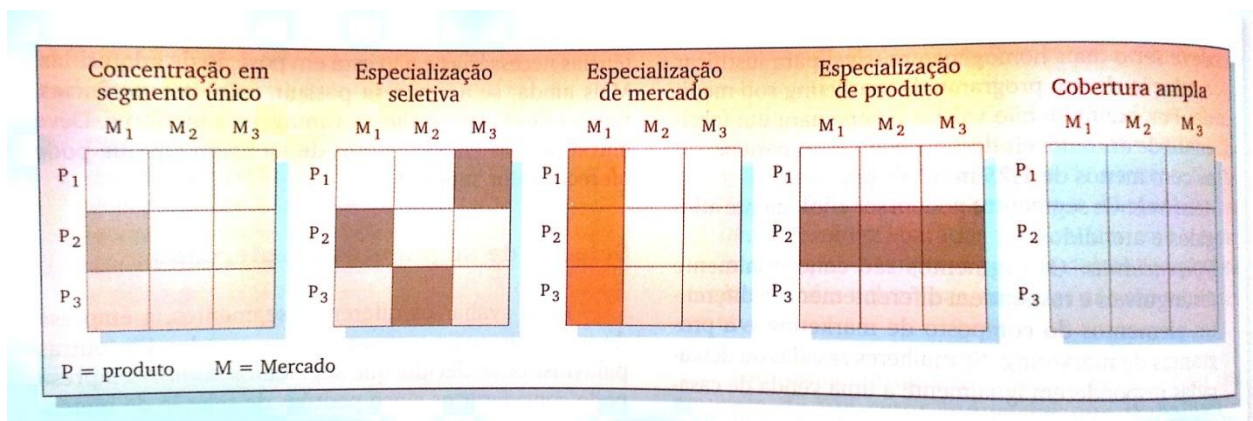 Concentração em
segmento único
M1 M2 M3
P1
P2
P3
Especialização
seletiva
M1 M2 M3
P1
P2
P3
Especialização
de mercado
M1 M2 M3
P1
P2
P3
Especialização
de produto
M1 M2 M3
P1
P2
P3
Cobertura ampla
M1 M2 M3
P1
P2
P3
P = produto M = Mercado